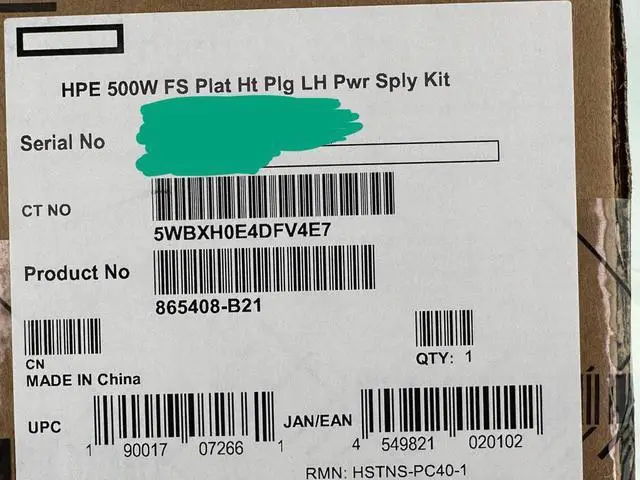 HPE 500W FS Plat Ht Plg LH Pwr Sply Kit
Serial No
CT NO
5WBXH0E4DFV4E7
Product No
865408-B21
CN
QTY: 1
MADE IN China
UPC
1 90017 07266 1
JAN/EAN
4 549821 020102
RMN: HSTNS-PC40-1